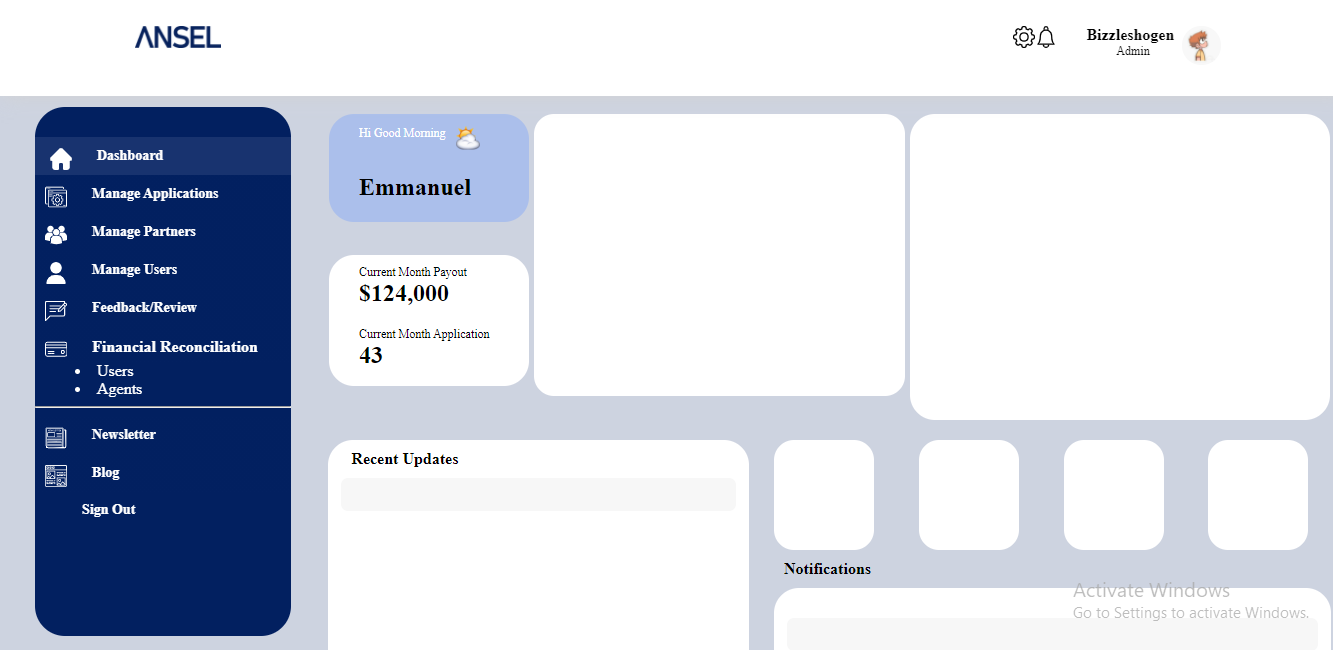 ANSEL
Bizzleshogen
Admin
Dashboard
Manage Applications
Manage Partners
Manage Users
Feedback/Review
Financial Reconciliation
Users
Agents
Newsletter
Blog
Sign Out
Hi Good Morning
Emmanuel
Current Month Payout
$124,000
Current Month Application
43
Recent Updates
Notifications
Activate Windows
Go to Settings to activate Windows.